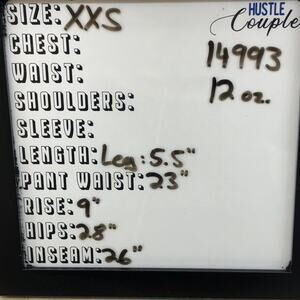 SIZE: XXS
HUSTLE
Couple
CHEST:
14993
WAIST:
12 oz.
SHOULDERS:
SLEEVE:
LENGTH: Leg: 5.5"
PANT WAIST: 23"
RISE: 9"
HIPS: 28"
INSEAM: 26"